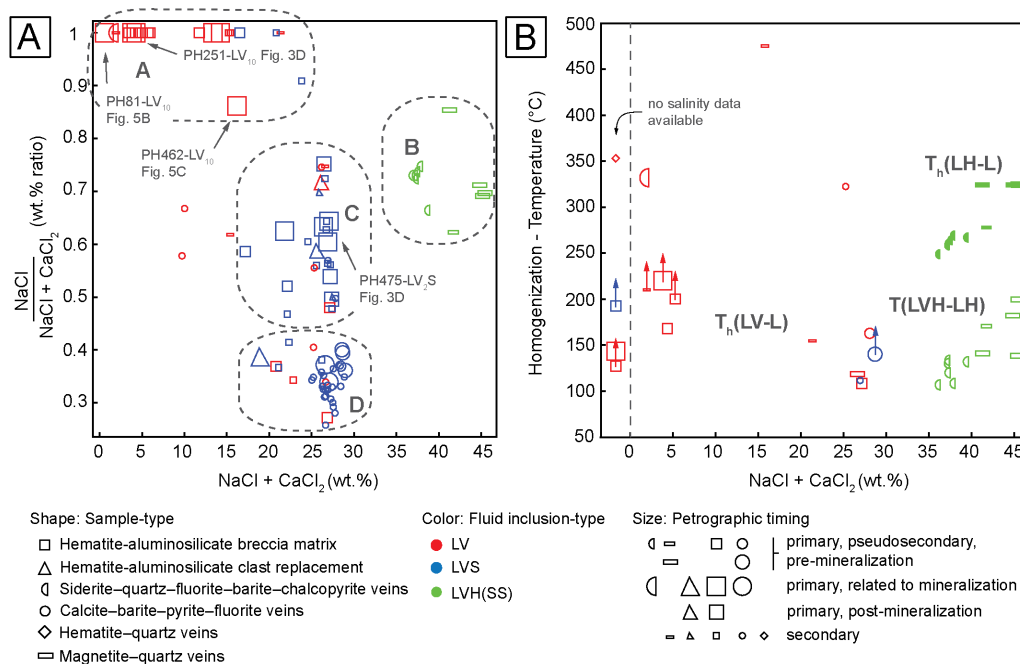 A
NaCl
NaCl + CaCl2 (wt.% ratio)
1
0.9
0.8
0.7
0.6
0.5
0.4
0.3
PH251-LV10 Fig. 3D
A
PH81-LV10
Fig. 5B
PH462-LV10
Fig. 5C
B
C
PH475-LV2S
Fig. 3D
D
0 5 10 15 20 25 30 35 40 45
NaCl + CaCl2 (wt.%)
B
Homogenization - Temperature (°C)
500
450
400
350
300
250
200
150
100
50
no salinity data
available
Th(LH-L)
T(LVH-LH)
Th(LV-L)
0 5 10 15 20 25 30 35 40 45
NaCl + CaCl2 (wt.%)
Shape: Sample-type
Hematite-aluminosilicate breccia matrix
Hematite-aluminosilicate clast replacement
Siderite–quartz–fluorite–barite–chalcopyrite veins
Calcite–barite–pyrite–fluorite veins
Hematite–quartz veins
Magnetite–quartz veins
Color: Fluid inclusion-type
LV
LVS
LVH(SS)
Size: Petrographic timing
primary, pseudosecondary,
pre-mineralization
primary, related to mineralization
primary, post-mineralization
secondary